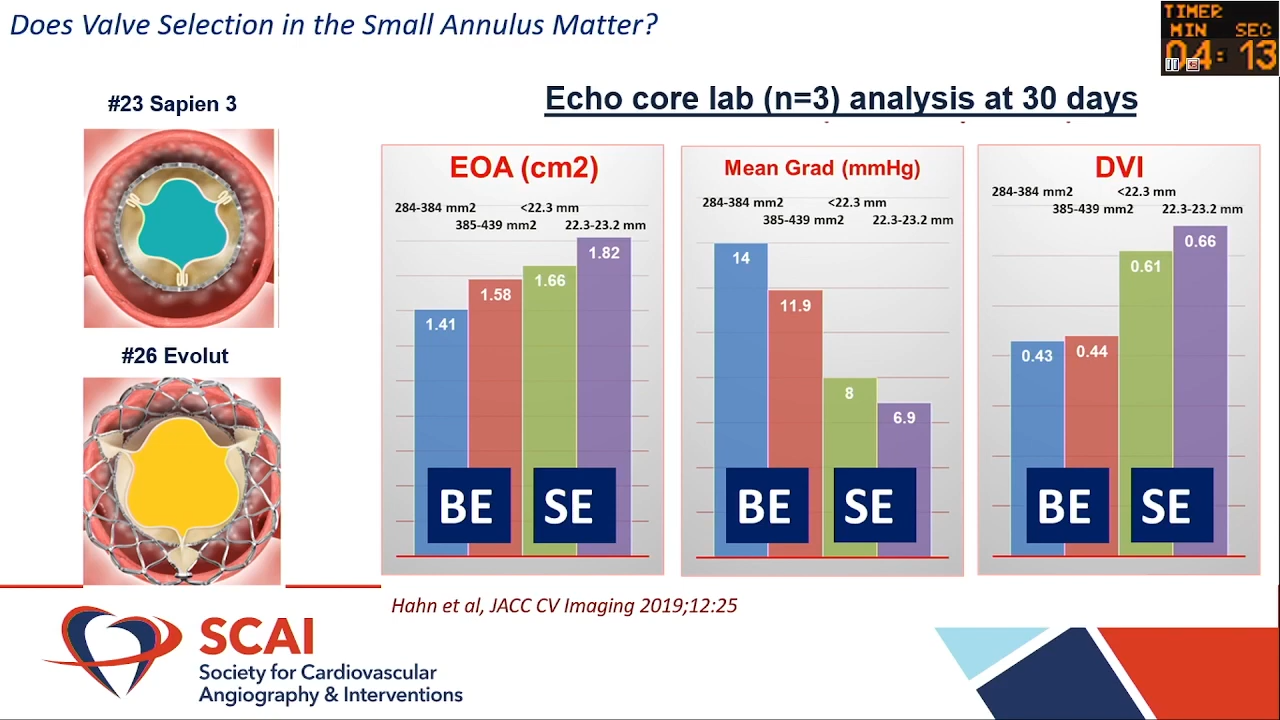 Does Valve Selection in the Small Annulus Matter?
TIMER
MIN SEC
04:13
#23 Sapien 3
#26 Evolut
Echo core lab (n=3) analysis at 30 days
EOA (cm2)
284-384 mm2 <22.3 mm
385-439 mm2 22.3-23.2 mm
1.41
1.58
1.66
1.82
BE SE
Mean Grad (mmHg)
284-384 mm2 <22.3 mm
385-439 mm2 22.3-23.2 mm
14
11.9
8
6.9
BE SE
DVI
284-384 mm2 <22.3 mm
385-439 mm2 22.3-23.2 mm
0.43
0.44
0.61
0.66
BE SE
Hahn et al, JACC CV Imaging 2019;12:25
SCAI
Society for Cardiovascular
Angiography & Interventions